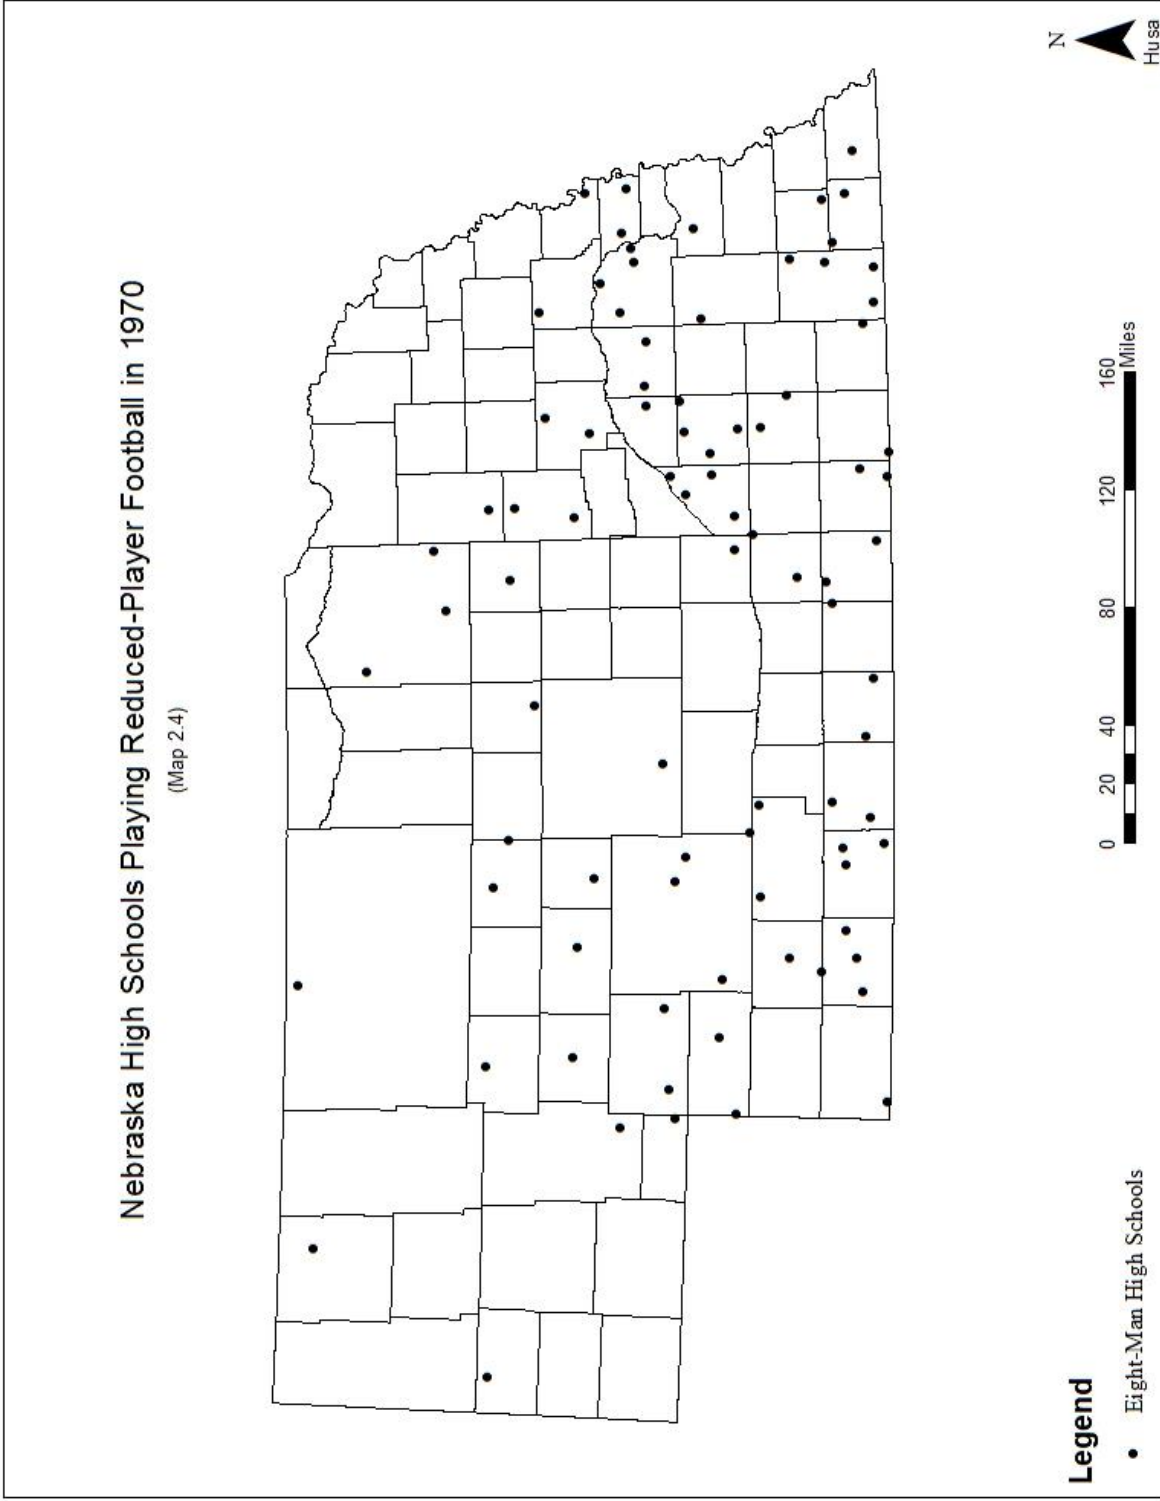 Nebraska High Schools Playing Reduced-Player Football in 1970
(Map 2.4)
N
Husa
0 20 40 80 120 160
Miles
Legend
Eight-Man High Schools